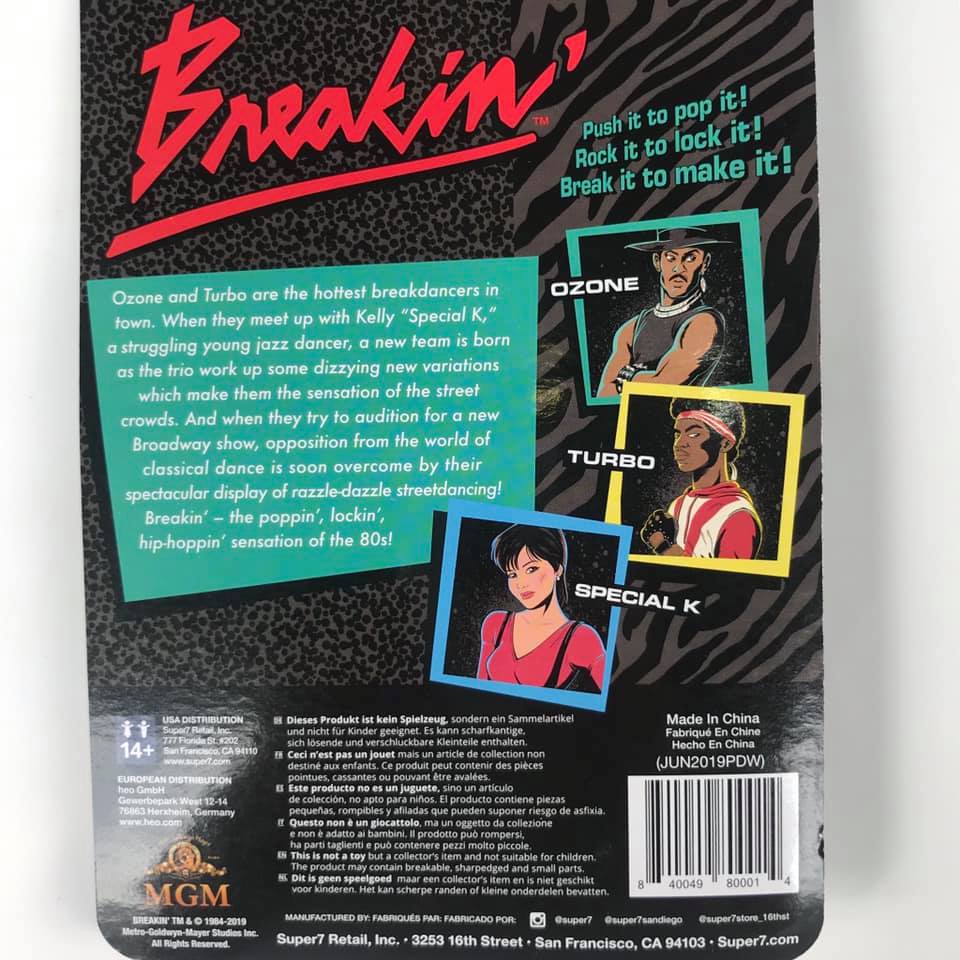 Breakin'™
Push it to pop it!
Rock it to lock it!
Break it to make it!
Ozone and Turbo are the hottest breakdancers in
town. When they meet up with Kelly “Special K,”
a struggling young jazz dancer, a new team is born
as the trio work up some dizzying new variations
which make them the sensation of the street
crowds. And when they try to audition for a new
Broadway show, opposition from the world of
classical dance is soon overcome by their
spectacular display of razzle-dazzle streetdancing!
Breakin’ – the poppin’, lockin’,
hip-hoppin’ sensation of the 80s!
OZONE
TURBO
SPECIAL K
14+
USA DISTRIBUTION
Super7 Retail, Inc.
777 Florida St. #202
San Francisco, CA 94110
www.super7.com
EUROPEAN DISTRIBUTION
heo GmbH
Gewerbepark West 12-14
76863 Herxheim, Germany
www.heo.com
MGM
BREAKIN' TM & © 1984-2019
Metro-Goldwyn-Mayer Studios Inc.
All Rights Reserved.
Dieses Produkt ist kein Spielzeug, sondern ein Sammelartikel
und nicht für Kinder geeignet. Es kann scharfkantige,
sich lösende und verschluckbare Kleinteile enthalten.
FR Ceci n'est pas un jouet mais un article de collection non
destiné aux enfants. Ce produit peut contenir des pièces
pointues, cassantes ou pouvant être avalées.
ES Este producto no es un juguete, sino un artículo
de colección, no apto para niños. El producto contiene piezas
pequeñas, rompibles y afiladas que pueden suponer riesgo de asfixia.
IT Questo non è un giocattolo, ma un oggetto da collezione
e non è adatto ai bambini. Il prodotto può rompersi,
ha parti taglienti e può contenere pezzi molto piccole.
EN This is not a toy but a collector's item and not suitable for children.
The product may contain breakable, sharpedged and small parts.
NL Dit is geen speelgoed maar een collector's item en is niet geschikt
voor kinderen. Het kan scherpe randen of kleine onderdelen bevatten.
Made In China
Fabriqué En Chine
Hecho En China
(JUN2019PDW)
8 40049 80001 4
MANUFACTURED BY: FABRIQUÉS PAR: FABRICADO POR: @super7 @super7sandiego @super7store_16thst
Super7 Retail, Inc. • 3253 16th Street • San Francisco, CA 94103 • Super7.com